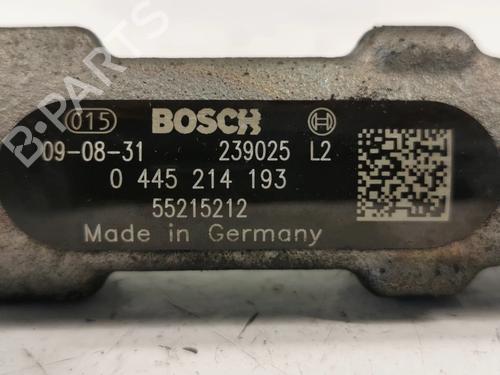 015 BOSCH
09-08-31 239025 L2
0 445 214 193
55215212
Made in Germany
B-PARTS